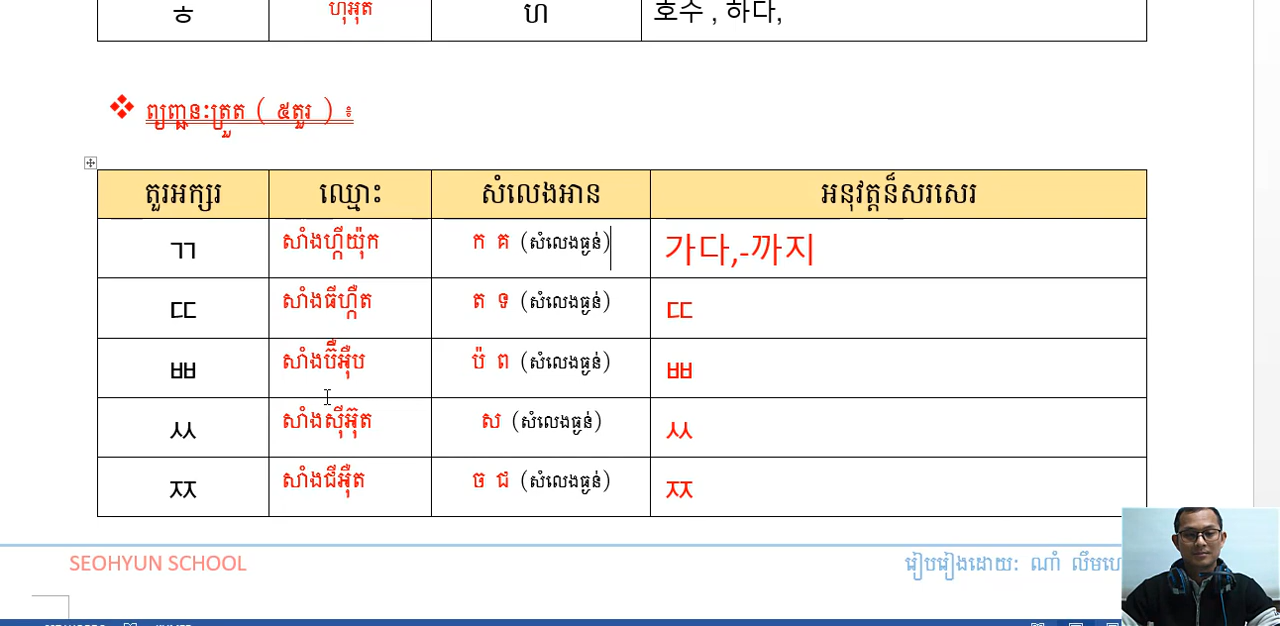 ㅎ ហ៊ីអ៊ុត ហ 호수 , 하다,
❖ ព្យញ្ជនៈត្រួត ( ៥តួរ ) ៖
តួរអក្សរ ឈ្មោះ សំលេងអាន អនុវត្តន៍សរសេរ
ㄲ សាំងហ្គីយ៉ុក ក គ (សំលេងធ្ងន់) 가다,-까지
ㄸ សាំងធីហ្គឹត ត ទ (សំលេងធ្ងន់) ㄸ
ㅃ សាំងប៊ីអ៊ឹប ប៉ ព (សំលេងធ្ងន់) ㅃ
ㅆ សាំងស៊ីអ៊ុត ស (សំលេងធ្ងន់) ㅆ
ㅉ សាំងជីអ៊ឹត ច ជ (សំលេងធ្ងន់) ㅉ
SEOHYUN SCHOOL រៀបរៀងដោយ: ណាំ